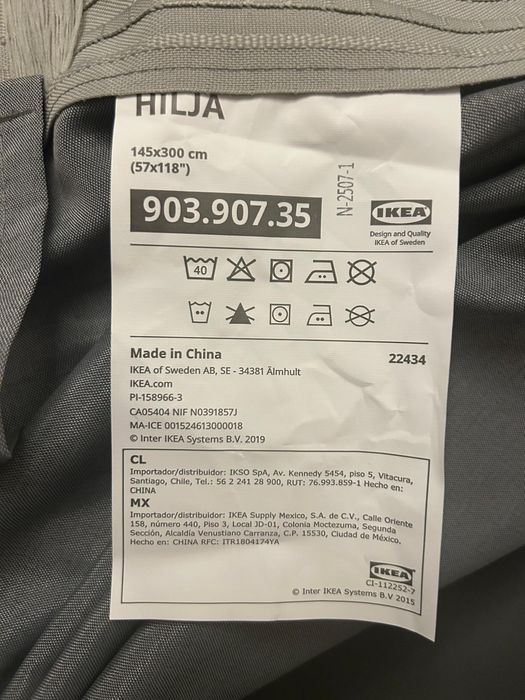 HILJA
145x300 cm
(57x118")
903.907.35
N-2507-1
IKEA
Design and Quality
IKEA of Sweden
40
Made in China
22434
IKEA of Sweden AB, SE - 34381 Älmhult
IKEA.com
PI-158966-3
CA05404 NIF N0391857J
MA-ICE 001524613000018
© Inter IKEA Systems B.V. 2019
CL
Importador/distribuidor: IKSO SpA, Av. Kennedy 5454, piso 5, Vitacura,
Santiago, Chile, Tel.: 56 2 241 28 900, RUT: 76.993.859-1 Hecho en:
CHINA
MX
Importador/distribuidor: IKEA Supply Mexico, S.A. de C.V., Calle Oriente
158, número 440, Piso 3, Local JD-01, Colonia Moctezuma, Segunda
Sección, Alcaldía Venustiano Carranza, C.P. 15530, Ciudad de México.
Hecho en: CHINA RFC: ITR1804174YA
IKEA
CI-112252-7
© Inter IKEA Systems B.V 2015